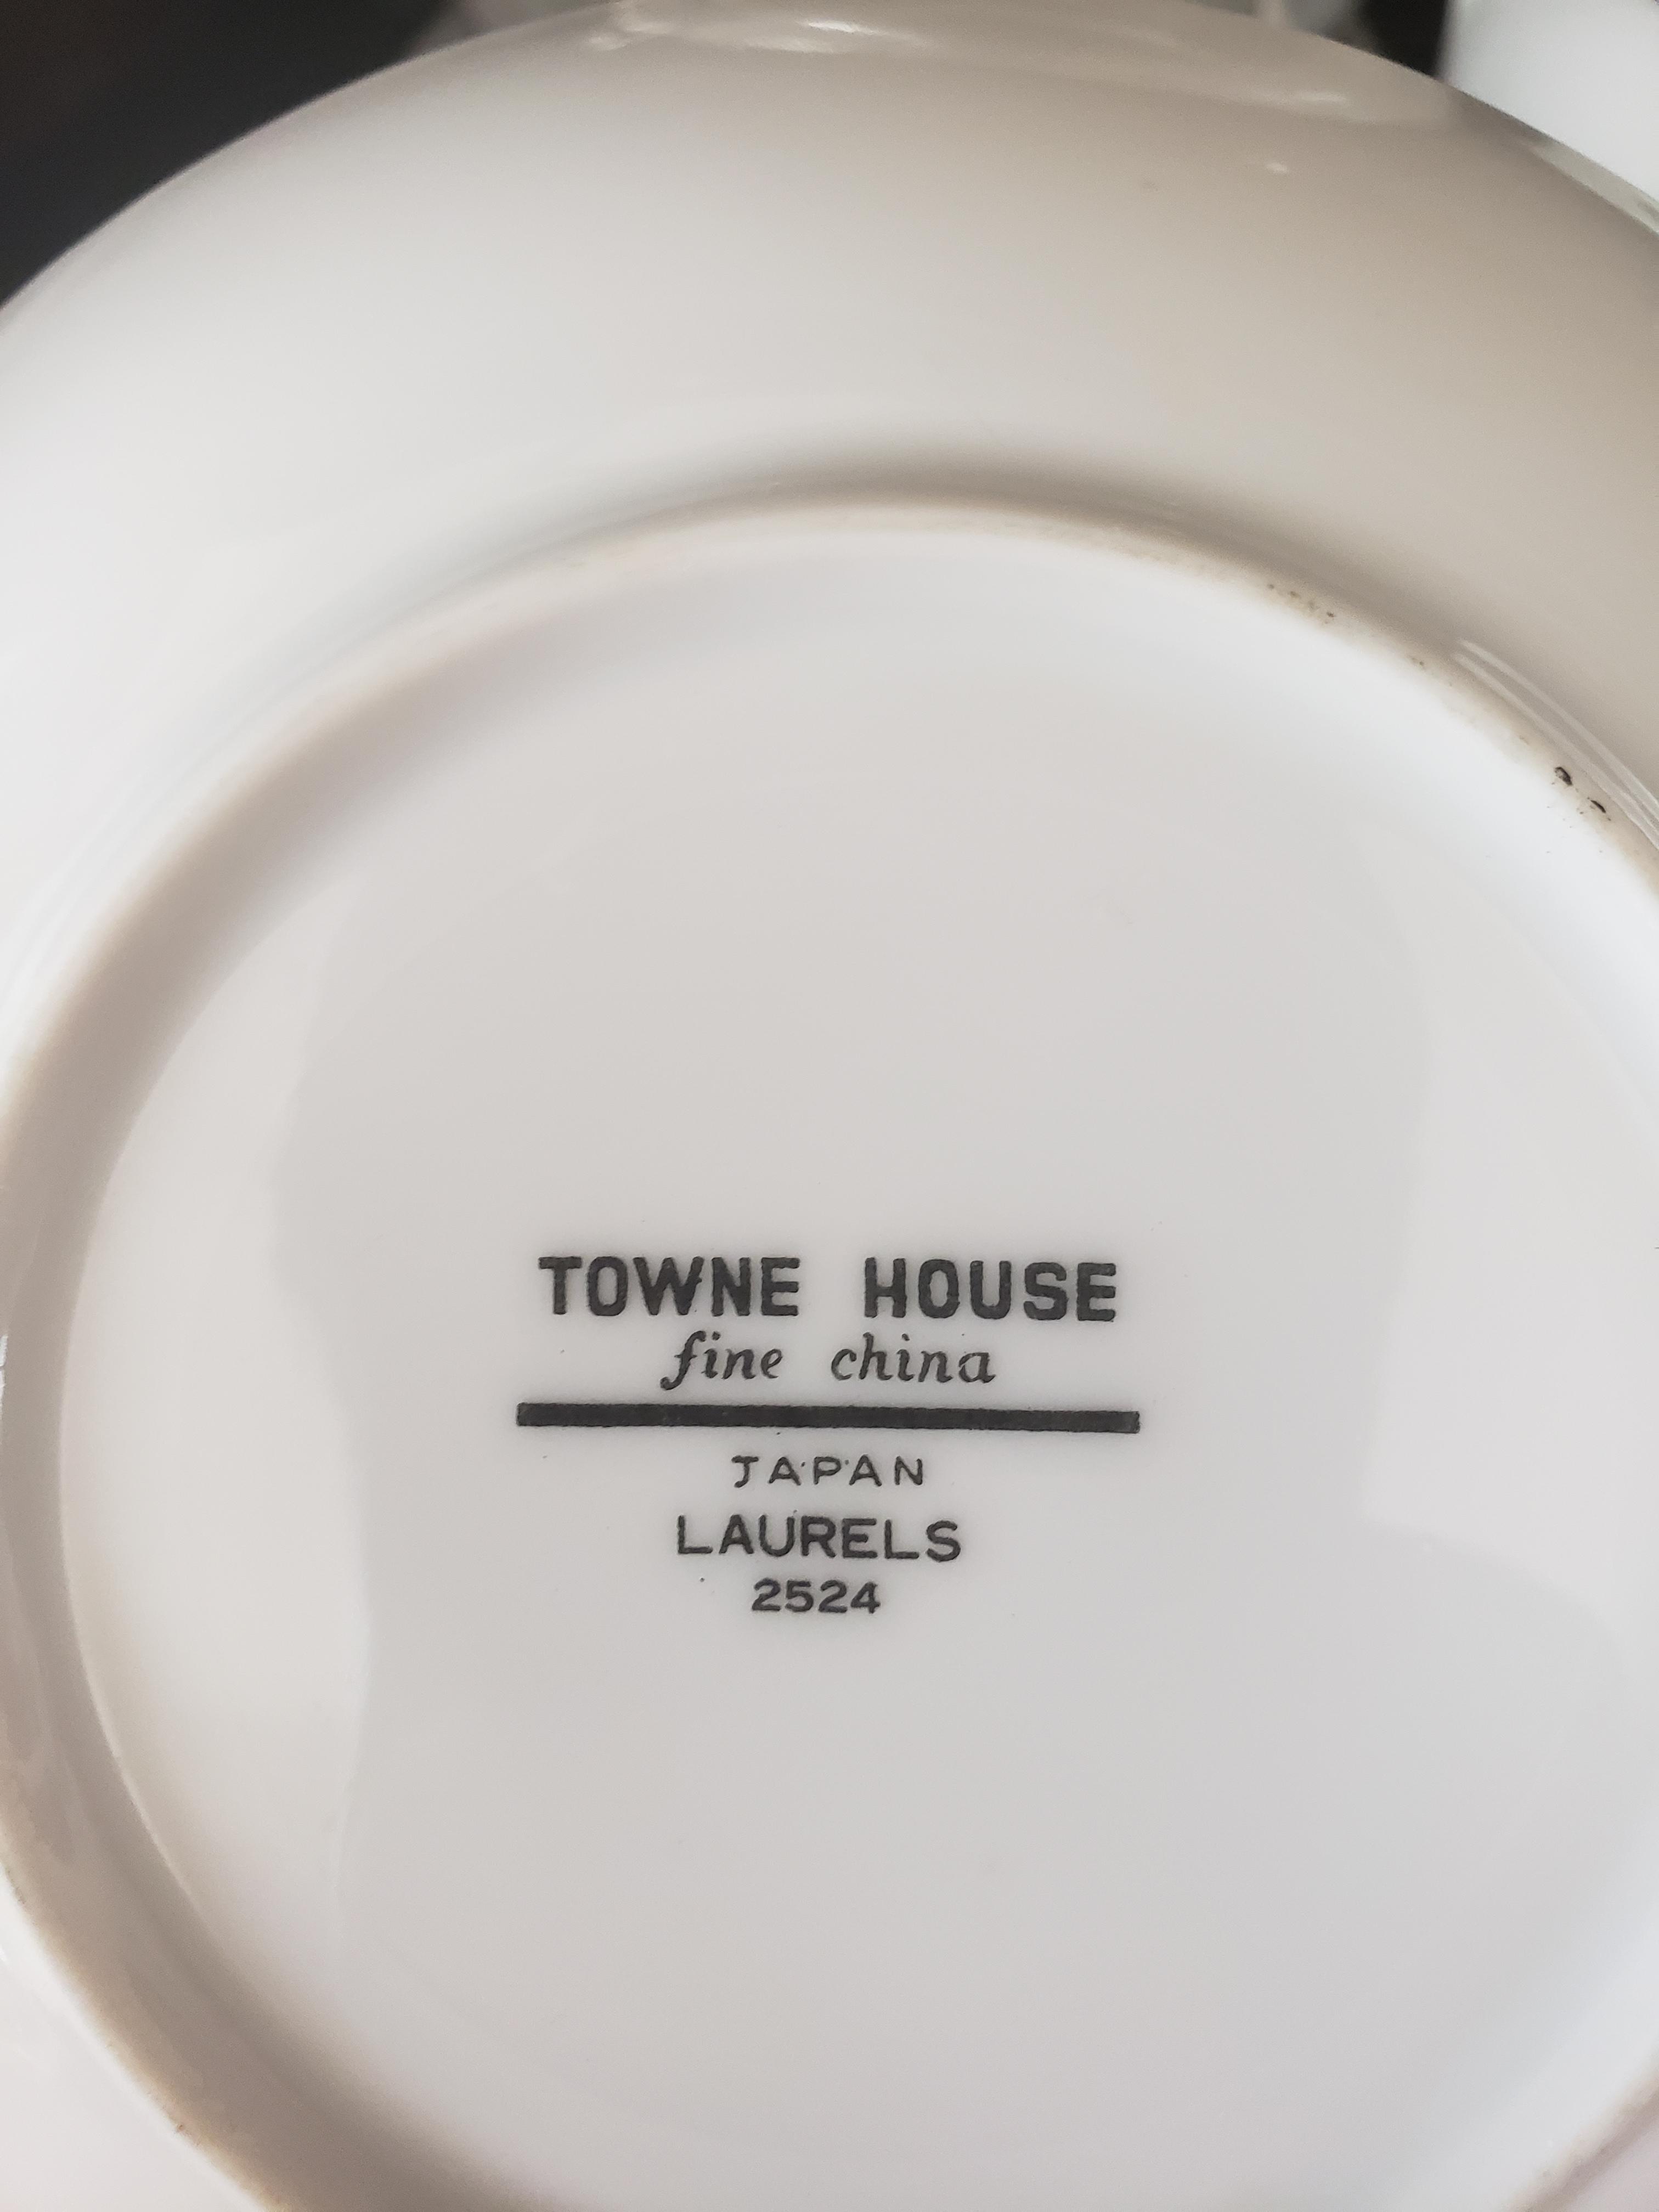 TOWNE HOUSE
fine china
JAPAN
LAURELS
2524